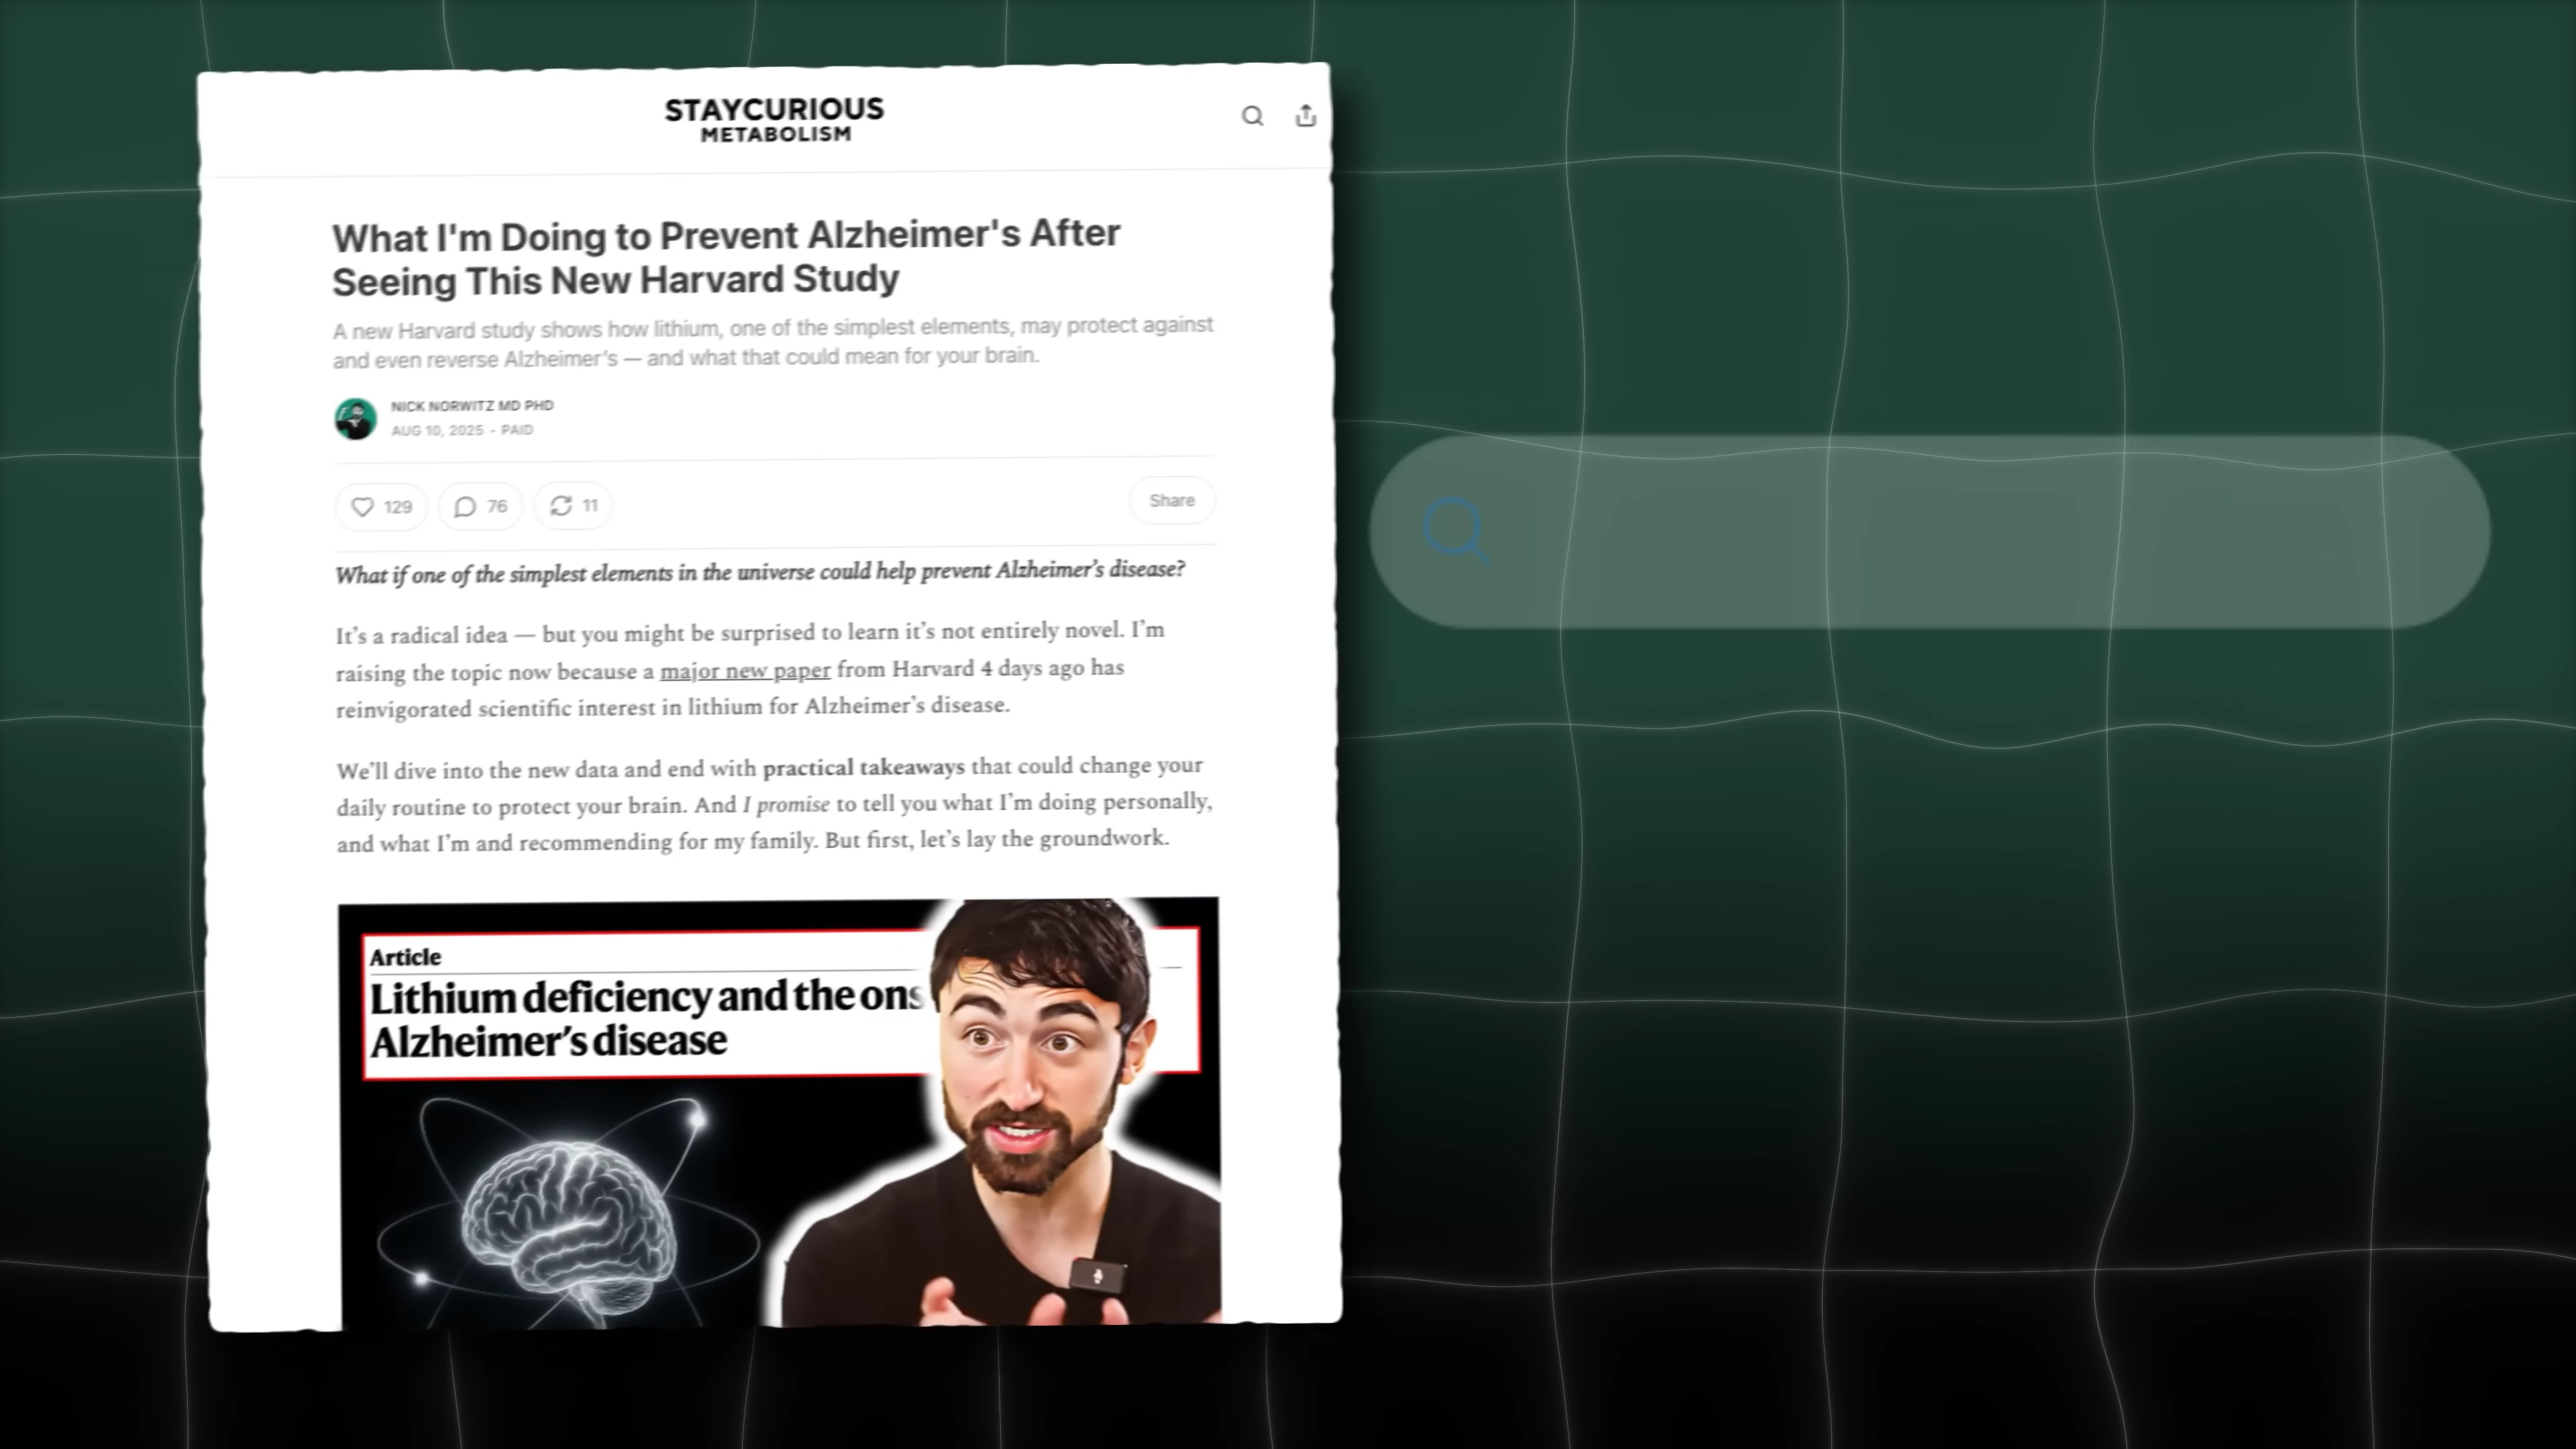 STAYCURIOUS
METABOLISM
What I'm Doing to Prevent Alzheimer's After
Seeing This New Harvard Study
A new Harvard study shows how lithium, one of the simplest elements, may protect against
and even reverse Alzheimer's — and what that could mean for your brain.
NICK NORWITZ MD PHD
AUG 10, 2025 - PAID
129 76 11 Share
What if one of the simplest elements in the universe could help prevent Alzheimer's disease?
It's a radical idea — but you might be surprised to learn it's not entirely novel. I'm
raising the topic now because a major new paper from Harvard 4 days ago has
reinvigorated scientific interest in lithium for Alzheimer's disease.
We'll dive into the new data and end with practical takeaways that could change your
daily routine to protect your brain. And I promise to tell you what I'm doing personally,
and what I'm and recommending for my family. But first, let's lay the groundwork.
Article
Lithium deficiency and the ons
Alzheimer's disease